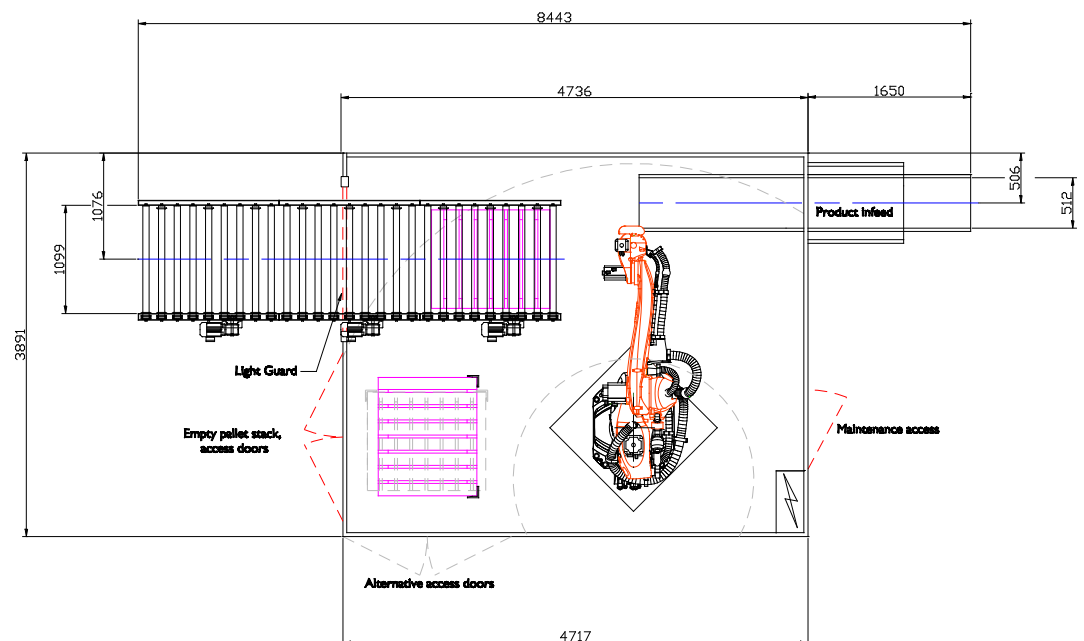 8443
4736
1650
1076
506
512
Product infeed
1099
3891
Light Guard
Empty pallet stack,
access doors
Maintenance access
Alternative access doors
4717